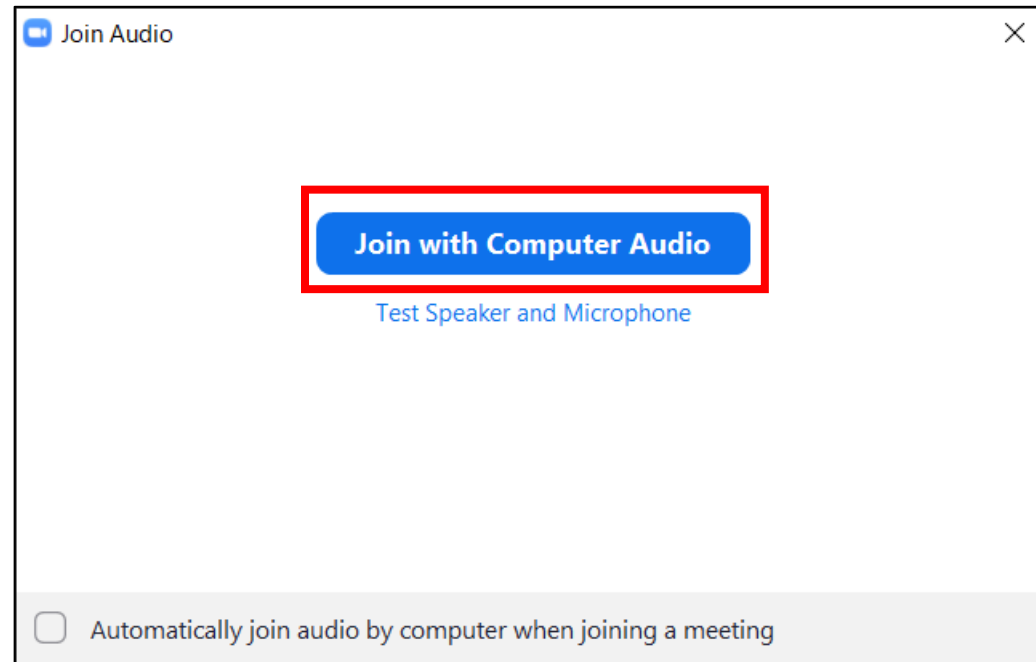 Join Audio
Join with Computer Audio
Test Speaker and Microphone
Automatically join audio by computer when joining a meeting